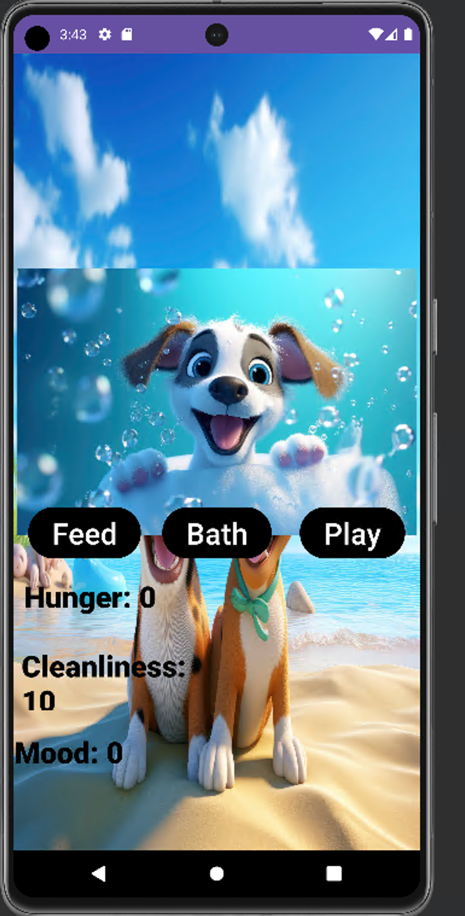 3:43
Feed Bath Play
Hunger: 0
Cleanliness:
10
Mood: 0